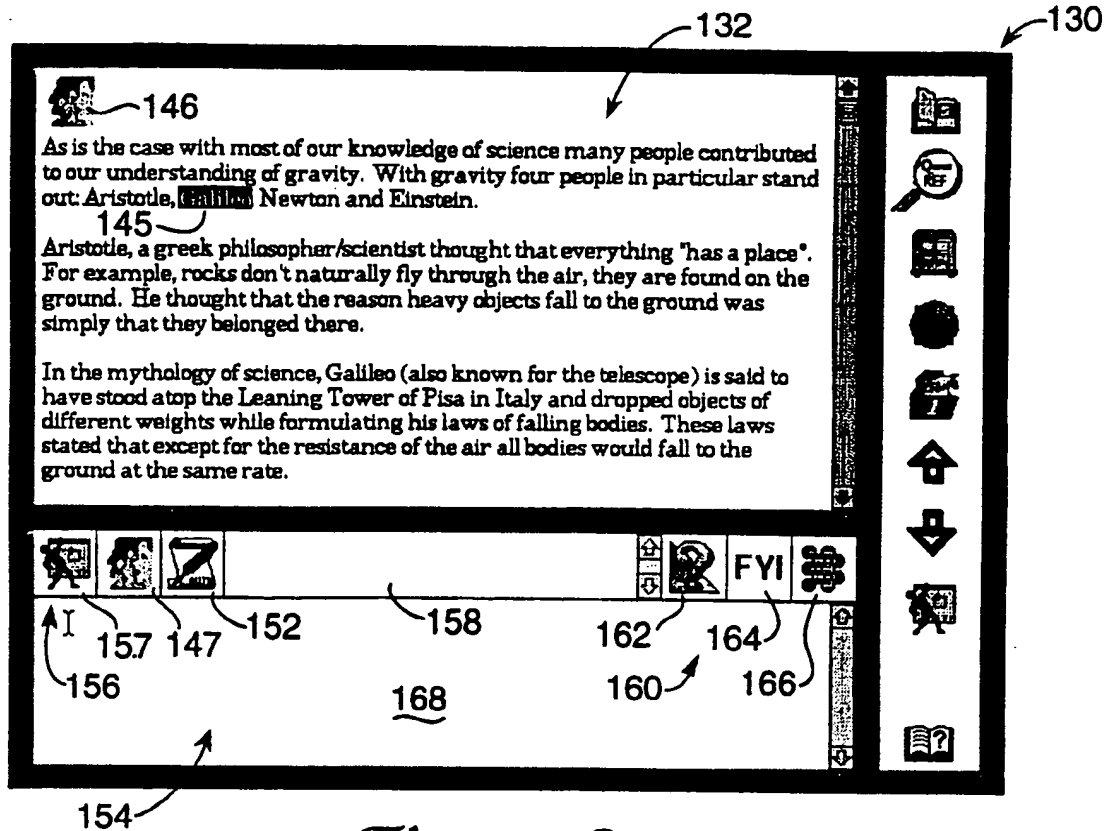 132
130
146
REF
As is the case with most of our knowledge of science many people contributed
to our understanding of gravity. With gravity four people in particular stand
out: Aristotle, Galileo Newton and Einstein.
145
Aristotle, a greek philosopher/scientist thought that everything "has a place".
For example, rocks don't naturally fly through the air, they are found on the
ground. He thought that the reason heavy objects fall to the ground was
simply that they belonged there.
In the mythology of science, Galileo (also known for the telescope) is said to
have stood atop the Leaning Tower of Pisa in Italy and dropped objects of
different weights while formulating his laws of falling bodies. These laws
stated that except for the resistance of the air all bodies would fall to the
ground at the same rate.
FYI
157 147 152 158 162 164
156 168 160 166
?
154